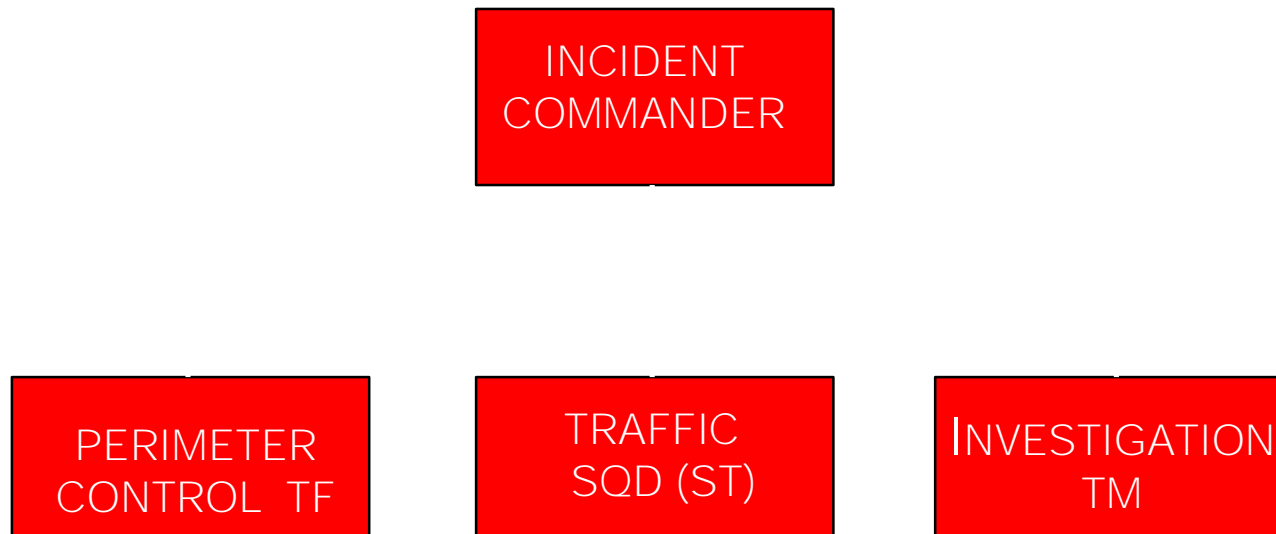 INCIDENT
COMMANDER
PERIMETER
CONTROL TF
TRAFFIC
SQD (ST)
INVESTIGATION
TM